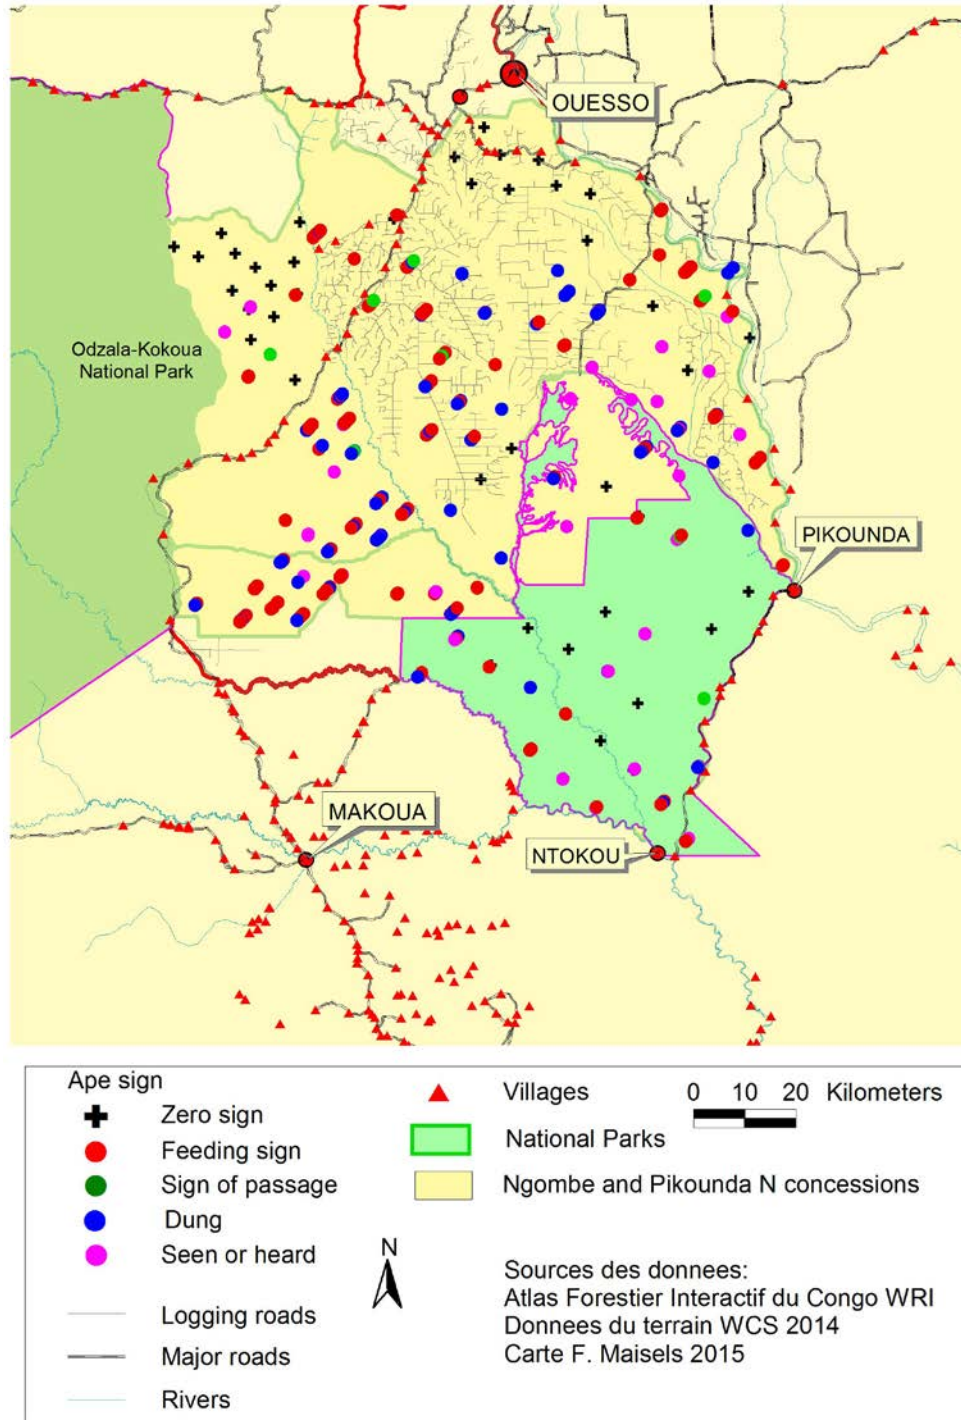 OUESSO
Odzala-Kokoua
National Park
PIKOUNDA
MAKOUA
NTOKOU
Ape sign
Zero sign
Feeding sign
Sign of passage
Dung
Seen or heard
Logging roads
Major roads
Rivers
N
Villages
National Parks
Ngombe and Pikounda N concessions
0 10 20 Kilometers
Sources des donnees:
Atlas Forestier Interactif du Congo WRI
Donnees du terrain WCS 2014
Carte F. Maisels 2015